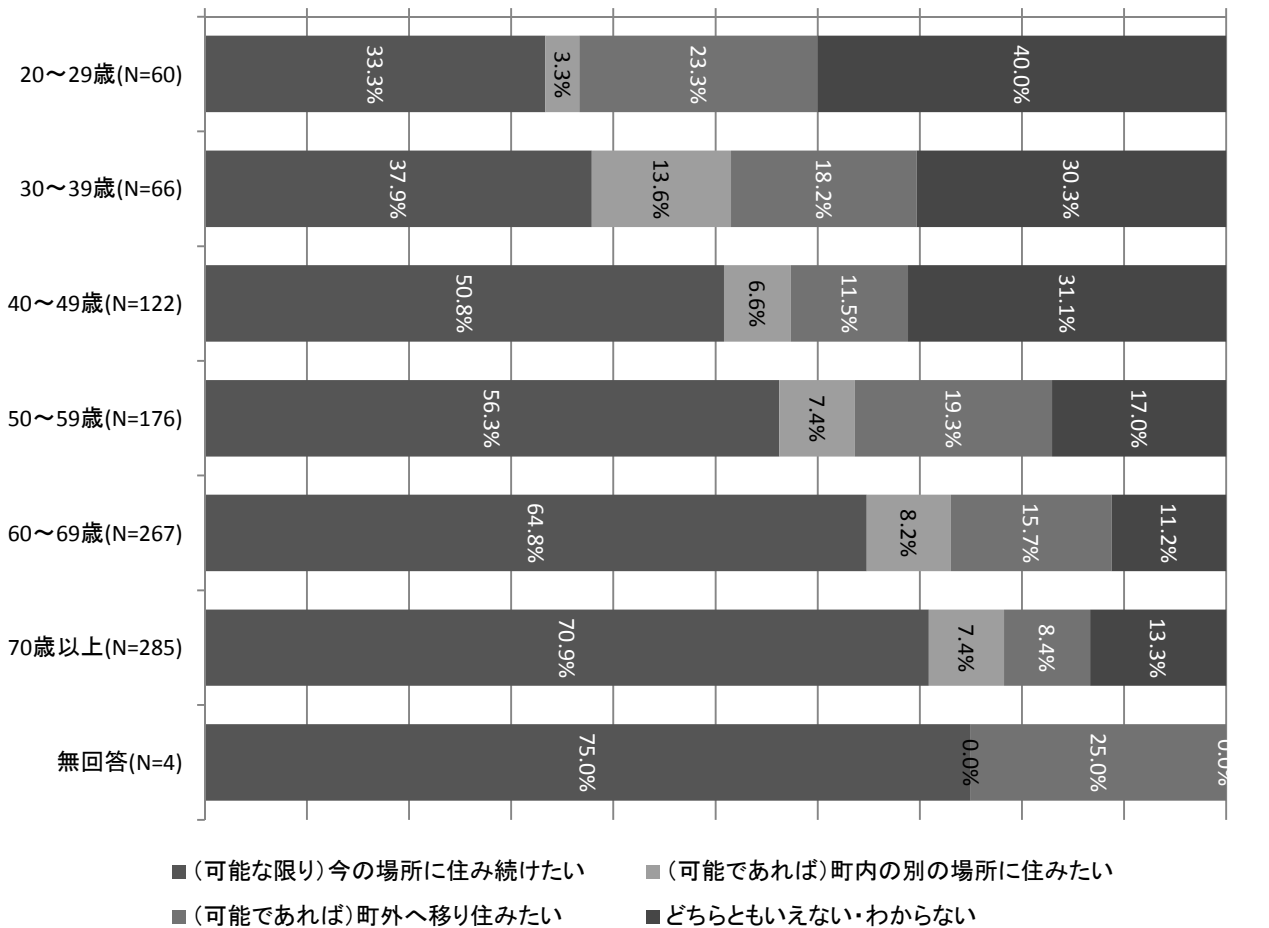 20～29歳(N=60)
33.3%
3.3%
23.3%
40.0%
30～39歳(N=66)
37.9%
13.6%
18.2%
30.3%
40～49歳(N=122)
50.8%
6.6%
11.5%
31.1%
50～59歳(N=176)
56.3%
7.4%
19.3%
17.0%
60～69歳(N=267)
64.8%
8.2%
15.7%
11.2%
70歳以上(N=285)
70.9%
7.4%
8.4%
13.3%
無回答(N=4)
75.0%
0.0%
25.0%
0.0%
(可能な限り)今の場所に住み続けたい
(可能であれば)町内の別の場所に住みたい
(可能であれば)町外へ移り住みたい
どちらともいえない・わからない